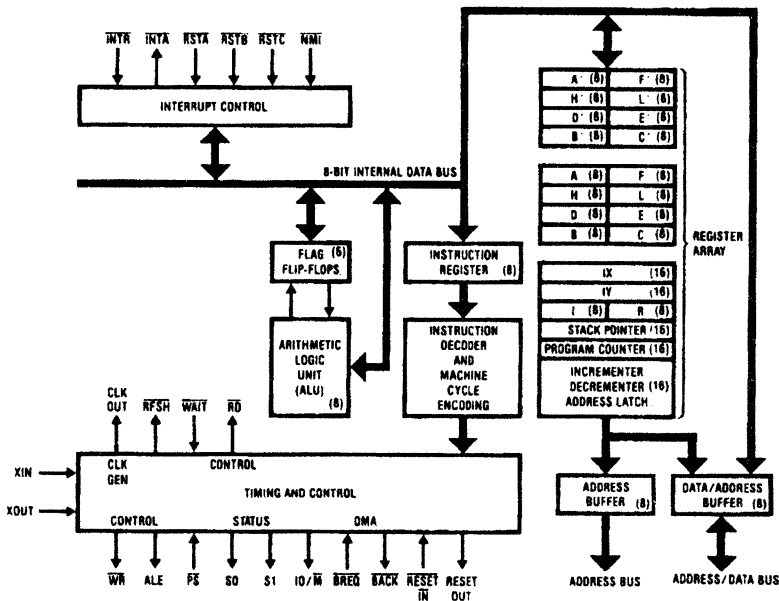 INTR INTA RSTA RSTB RSTC NMI
INTERRUPT CONTROL
8-BIT INTERNAL DATA BUS
A' (8) F' (8)
H' (8) L' (8)
D' (8) E' (8)
B' (8) C' (8)
A (8) F (8)
H (8) L (8)
D (8) E (8)
B (8) C (8)
REGISTER
ARRAY
FLAG (6)
FLIP-FLOPS
INSTRUCTION
REGISTER (8)
IX (16)
IY (16)
I (8) R (8)
STACK POINTER (16)
PROGRAM COUNTER (16)
INCREMENTER
DECREMENTER (16)
ADDRESS LATCH
ARITHMETIC
LOGIC
UNIT
(ALU)
(8)
INSTRUCTION
DECODER
AND
MACHINE
CYCLE
ENCODING
CLK
OUT RFSH WAIT RD
XIN
XOUT
CLK
GEN
CONTROL
TIMING AND CONTROL
CONTROL STATUS DMA
WR ALE PS S0 S1 IO/M BREQ BACK RESET
IN RESET
OUT
ADDRESS
BUFFER (8)
DATA/ADDRESS
BUFFER (8)
ADDRESS BUS
ADDRESS/DATA BUS